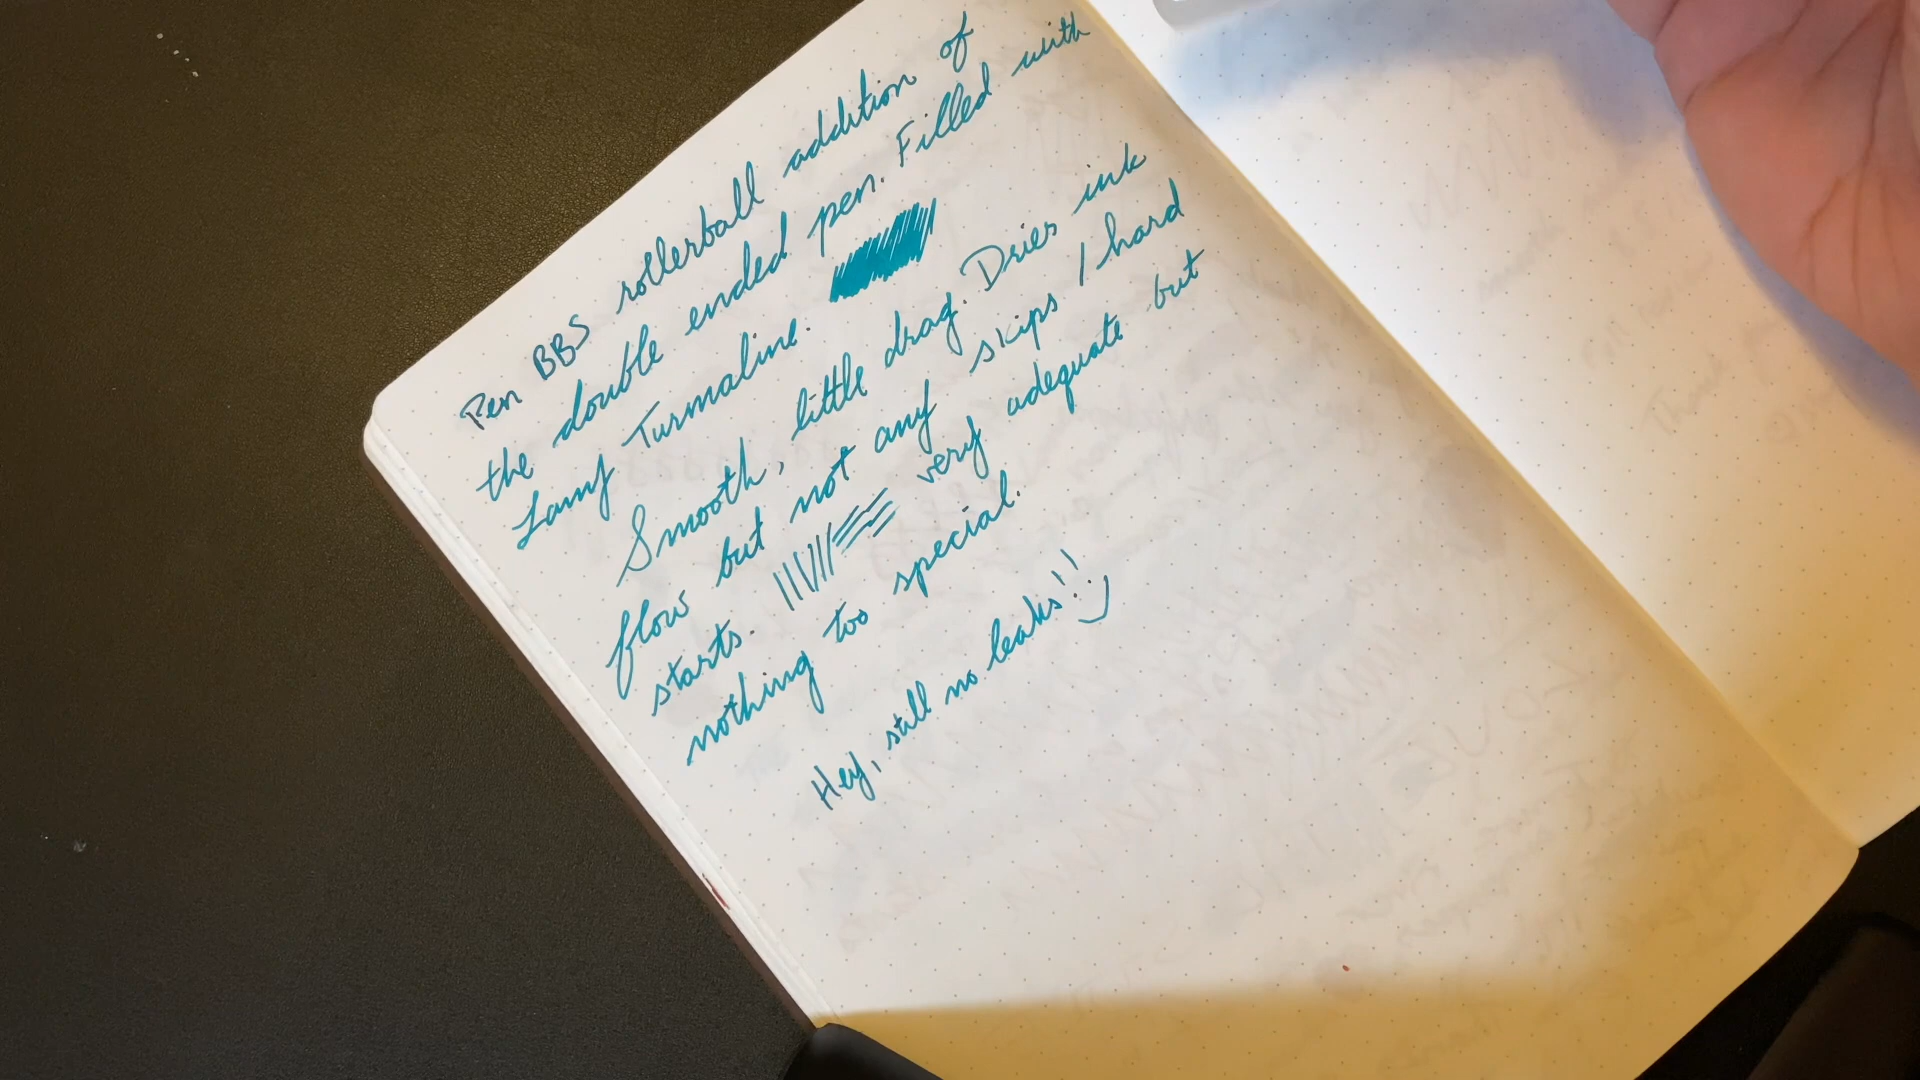 Pen BBS rollerball addition of
the double ended pen. Filled with
Lamy Turmaline.
Smooth, little drag. Dries ink
flow but not any skips / hard
starts. very adequate but
nothing too special.
Hey, still no leaks!! :)